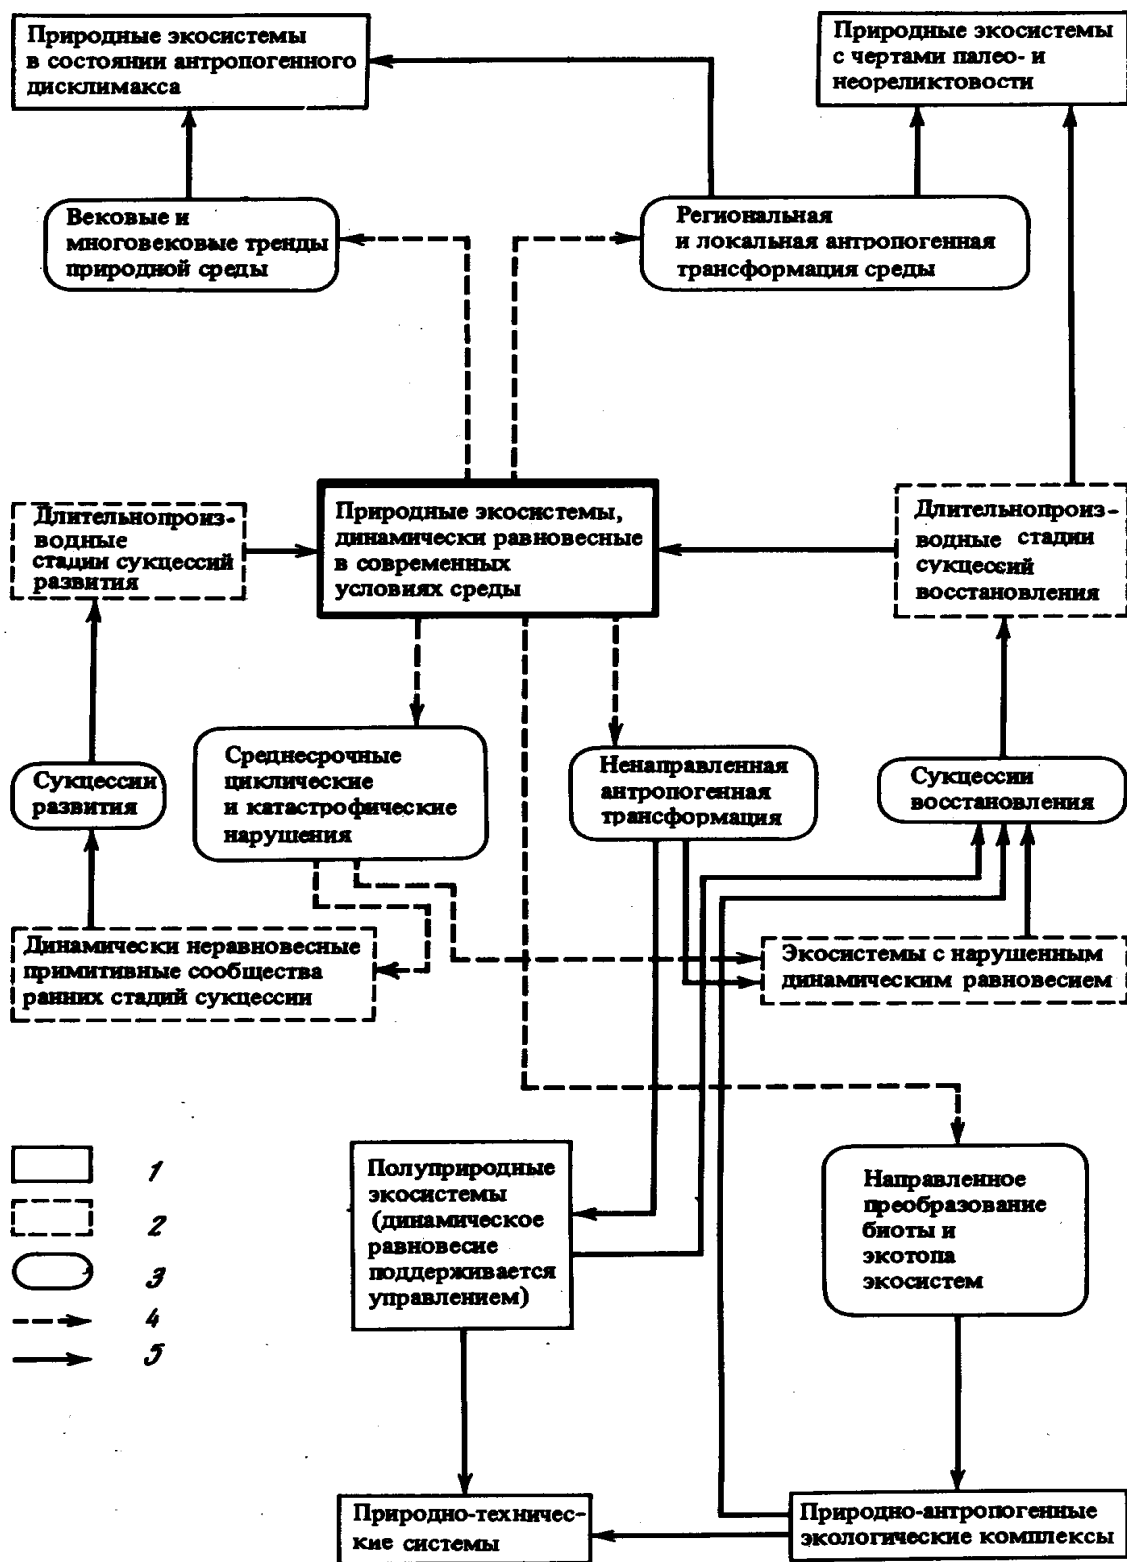 Природные экосистемы
в состоянии антропогенного
дисклимакса
Природные экосистемы
с чертами палео- и
неореликтовости
Вековые и
многовековые тренды
природной среды
Региональная
и локальная антропогенная
трансформация среды
Длительнопроиз-
водные
стадии сукцессий
развития
Природные экосистемы,
динамически равновесные
в современных
условиях среды
Длительнопроиз-
водные стадии
сукцессий
восстановления
Сукцессии
развития
Среднесрочные
циклические
и катастрофические
нарушения
Ненаправленная
антропогенная
трансформация
Сукцессии
восстановления
Динамически неравновесные
примитивные сообщества
ранних стадий сукцессии
Экосистемы с нарушенным
динамическим равновесием
1
2
3
4
5
Полуприродные
экосистемы
(динамическое
равновесие
поддерживается
управлением)
Направленное
преобразование
биоты и
экотопа
экосистем
Природно-техничес-
кие системы
Природно-антропогенные
экологические комплексы